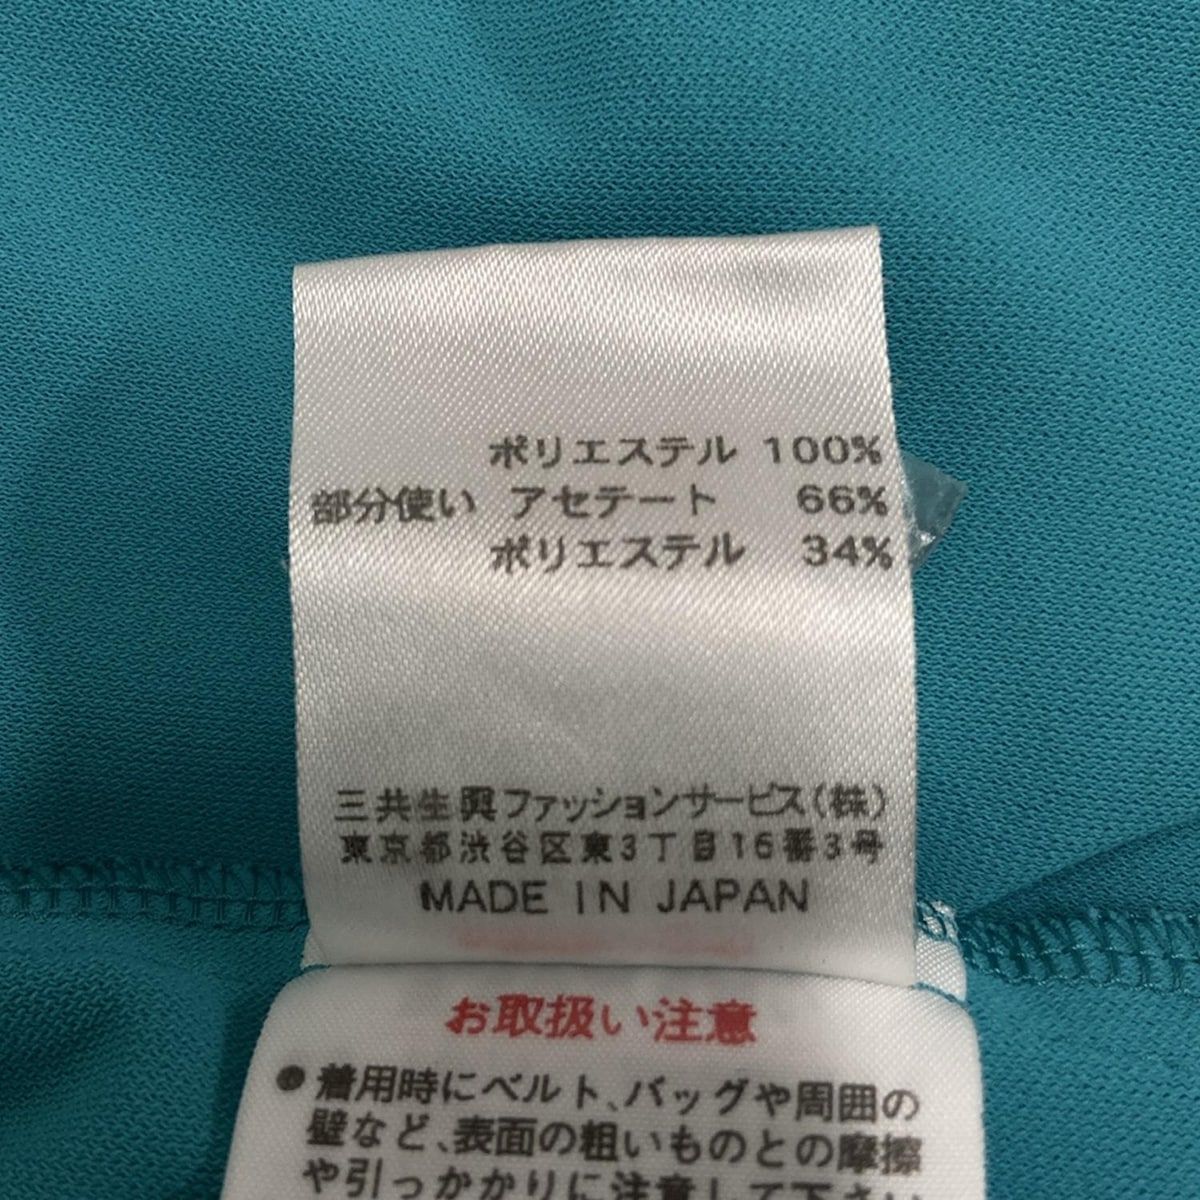 ポリエステル 100%
部分使い アセテート 66%
ポリエステル 34%
三共生興ファッションサービス(株)
東京都渋谷区東3丁目16番3号
MADE IN JAPAN
お取扱い注意
●着用時にベルト、バッグや周囲の
壁など、表面の粗いものとの摩擦
や引っかかりに注意して下さい